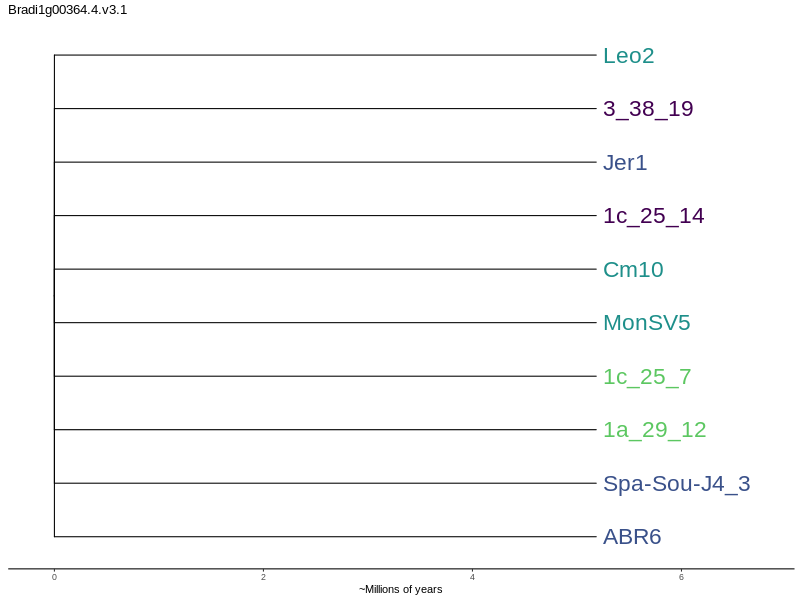 Bradi1g00364.4.v3.1
Leo2
3_38_19
Jer1
1c_25_14
Cm10
MonSV5
1c_25_7
1a_29_12
Spa-Sou-J4_3
ABR6
0 2 4 6
~Millions of years